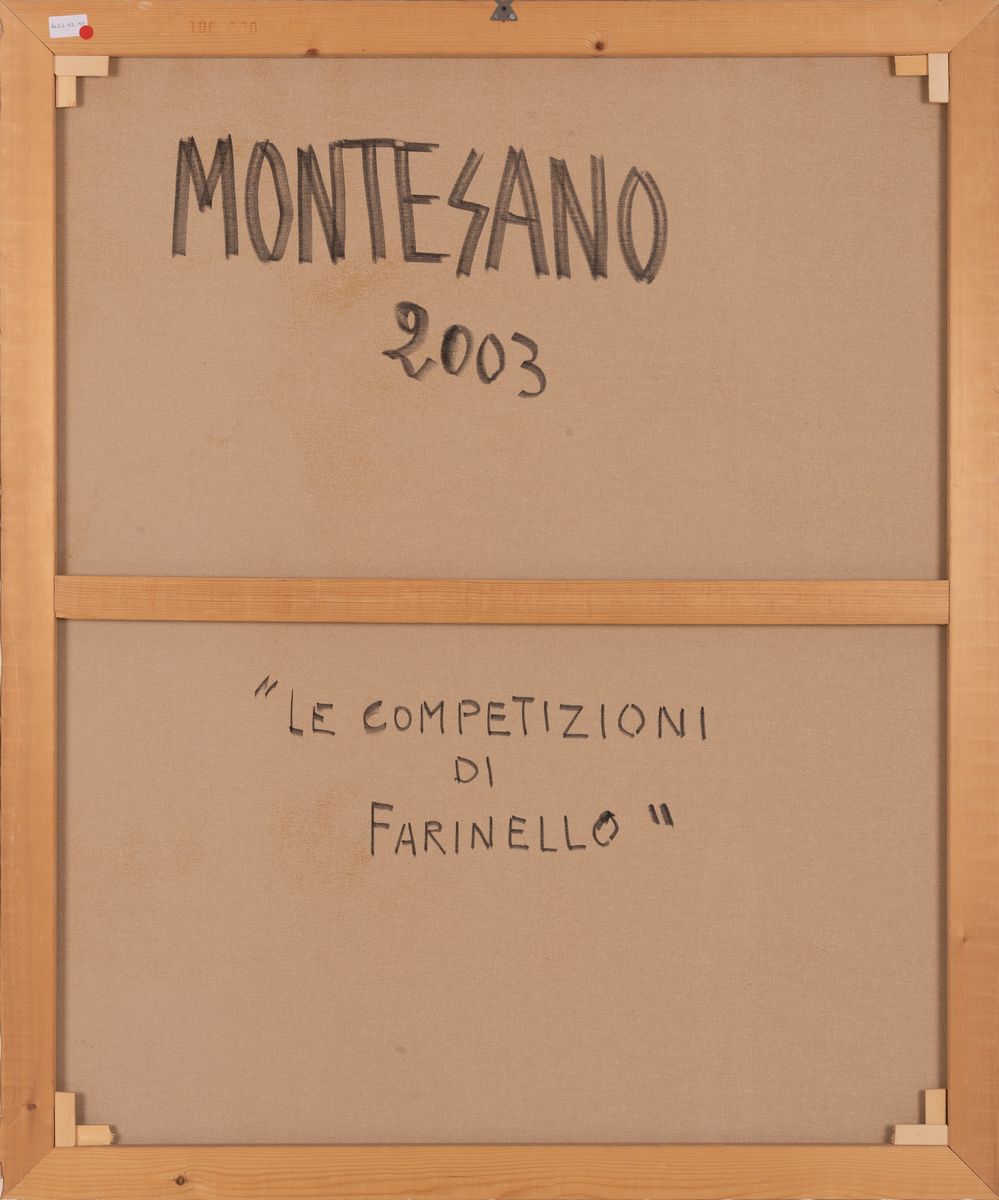 MONTESANO
2003
"LE COMPETIZIONI
DI
FARINELLO"